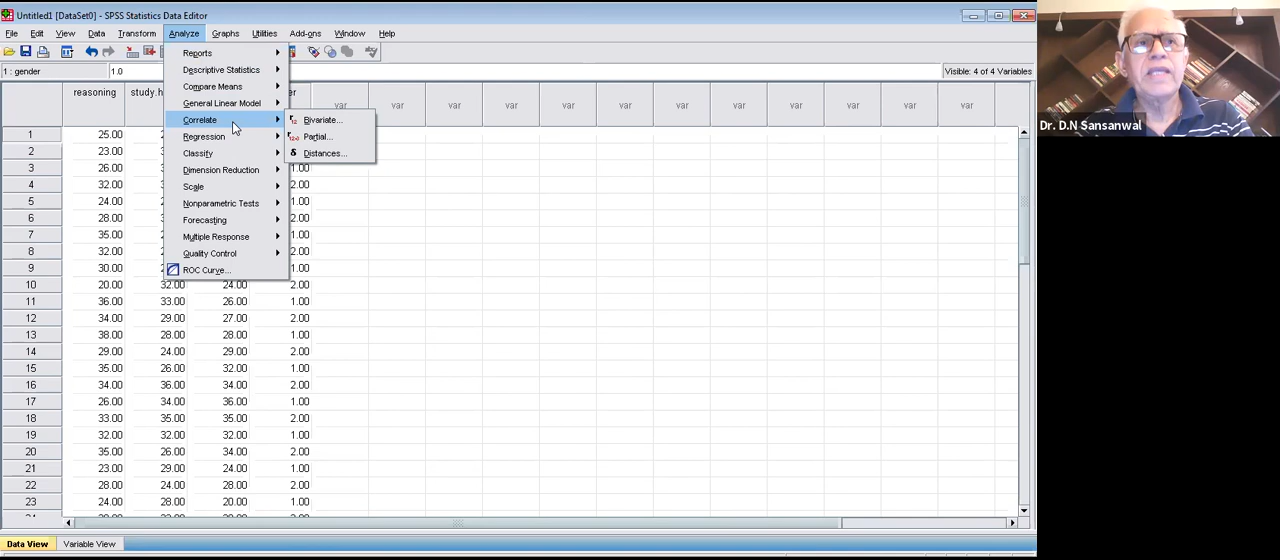 Untitled1 [DataSet0] - SPSS Statistics Data Editor
File Edit View Data Transform Analyze Graphs Utilities Add-ons Window Help
1 : gender 1.0 Visible: 4 of 4 Variables
Reports
Descriptive Statistics
Compare Means
General Linear Model
Correlate
Regression
Classify
Dimension Reduction
Scale
Nonparametric Tests
Forecasting
Multiple Response
Quality Control
ROC Curve...
Bivariate...
Partial...
Distances...
reasoning study.h er var var var var var var var var var var var var
1 25.00
2 23.00
3 26.00 1.00
4 32.00 2.00
5 24.00 1.00
6 28.00 2.00
7 35.00 1.00
8 32.00 2.00
9 30.00 1.00
10 20.00 32.00 24.00 2.00
11 36.00 33.00 26.00 1.00
12 34.00 29.00 27.00 2.00
13 38.00 28.00 28.00 1.00
14 29.00 24.00 29.00 2.00
15 35.00 26.00 32.00 1.00
16 36.00 34.00 34.00 2.00
17 26.00 36.00 34.00 1.00
18 33.00 35.00 35.00 2.00
19 32.00 32.00 32.00 1.00
20 35.00 26.00 34.00 2.00
21 23.00 29.00 24.00 1.00
22 28.00 24.00 22.00 2.00
23 24.00 28.00 20.00 1.00
Data View Variable View
Dr. D.N Sansanwal